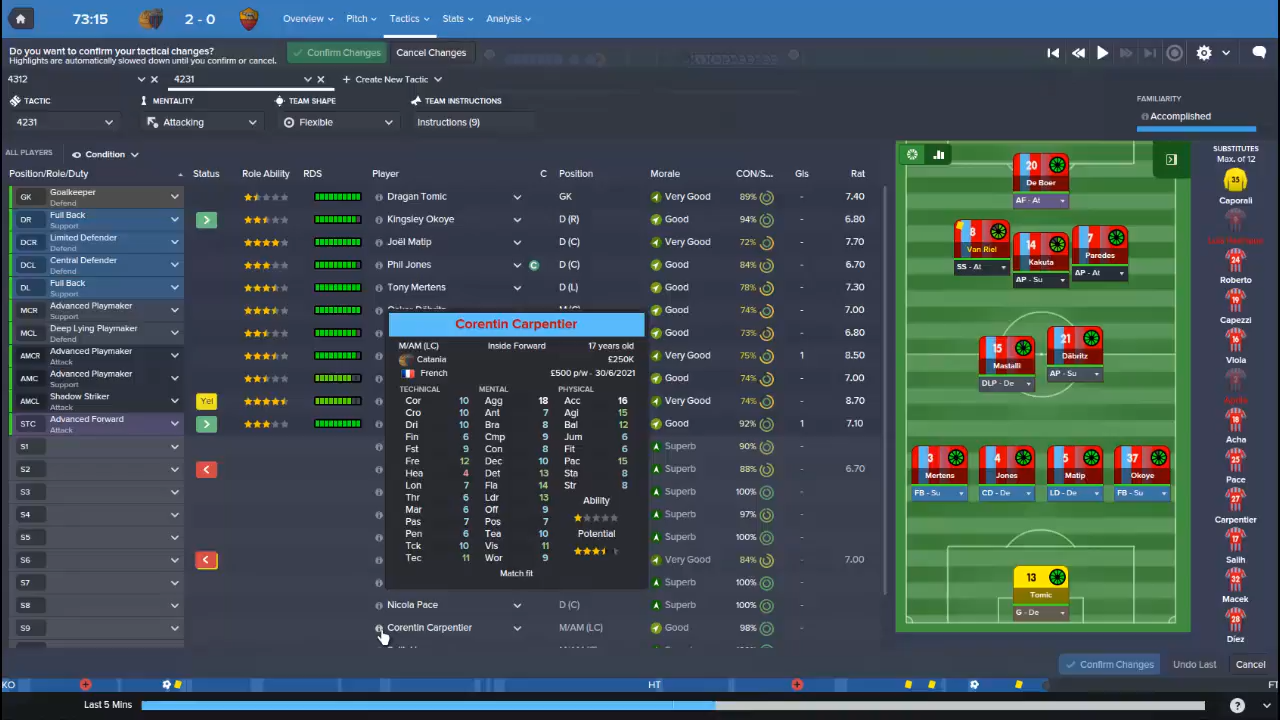 73:15
2 - 0
Overview
Pitch
Tactics
Stats
Analysis
Do you want to confirm your tactical changes?
Highlights are automatically slowed down until you confirm or cancel.
Confirm Changes
Cancel Changes
4312
4231
Create New Tactic
TACTIC
MENTALITY
TEAM SHAPE
TEAM INSTRUCTIONS
4231
Attacking
Flexible
Instructions (9)
FAMILIARITY
Accomplished
ALL PLAYERS
Condition
Position/Role/Duty
Status
Role Ability
RDS
Player
C
Position
Morale
CON/S...
Gls
Rat
GK Goalkeeper
Defend
Dragan Tomic GK Very Good 89% - 7.40
DR Full Back
Support
Kingsley Okoye D (R) Good 94% - 6.80
DCR Limited Defender
Defend
Joël Matip D (C) Very Good 72% - 7.70
DCL Central Defender
Defend
Phil Jones C D (C) Good 84% - 6.70
DL Full Back
Support
Tony Mertens D (L) Good 78% - 7.30
MCR Advanced Playmaker
Support
Good 74% - 7.00
MCL Deep Lying Playmaker
Defend
Good 73% - 6.80
AMCR Advanced Playmaker
Attack
Very Good 75% 1 8.50
AMC Advanced Playmaker
Support
Good 74% - 7.00
AMCL Shadow Striker
Attack
Yel
Very Good 74% - 8.70
STC Advanced Forward
Attack
Good 92% 1 7.10
S1 Superb 90% -
S2 Superb 88% - 6.70
S3 Superb 100% -
S4 Superb 97% -
S5 Superb 100% -
S6 Very Good 84% - 7.00
S7 Superb 100% -
S8 Nicola Pace D (C) Superb 100% -
S9 Corentin Carpentier M/AM (LC) Good 98% -
Corentin Carpentier
M/AM (LC) Inside Forward 17 years old
Catania £250K
French £500 p/w - 30/6/2021
TECHNICAL MENTAL PHYSICAL
Cor 10 Agg 18 Acc 16
Cro 10 Ant 7 Agi 15
Dri 10 Bra 8 Bal 12
Fin 6 Cmp 9 Jum 6
Fst 9 Con 8 Fit 6
Fre 12 Dec 10 Pac 15
Hea 4 Det 13 Sta 8
Lon 7 Fla 14 Str 8
Thr 6 Ldr 13
Ability
Mar 6 Off 9
Pas 7 Pos 7
Pen 6 Tea 10
Potential
Tck 10 Vis 11
Tec 11 Wor 9
Match fit
20
De Boer
AF - At
8
Van Riel
SS - At
14
Kakuta
AP - Su
7
Paredes
AP - At
15
Mastalli
DLP - De
21
Däbritz
AP - Su
3
Mertens
FB - Su
4
Jones
CD - De
5
Matip
LD - De
37
Okoye
FB - Su
13
Tomic
G - De
SUBSTITUTES
Max. of 12
35
Caporali
24
Roberto
19
Capezzi
16
Viola
18
Acha
25
Pace
27
Carpentier
17
Salih
32
Macek
28
Diez
Confirm Changes
Undo Last
Cancel
KO
HT
FT
Last 5 Mins
?